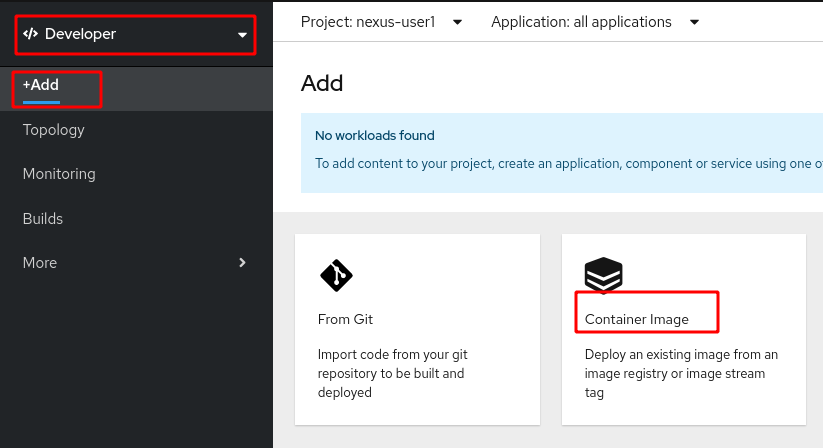 Developer
+Add
Topology
Monitoring
Builds
More
Project: nexus-user1
Application: all applications
Add
No workloads found
To add content to your project, create an application, component or service using one
From Git
Import code from your git
repository to be built and
deployed
Container Image
Deploy an existing image from an
image registry or image stream
tag